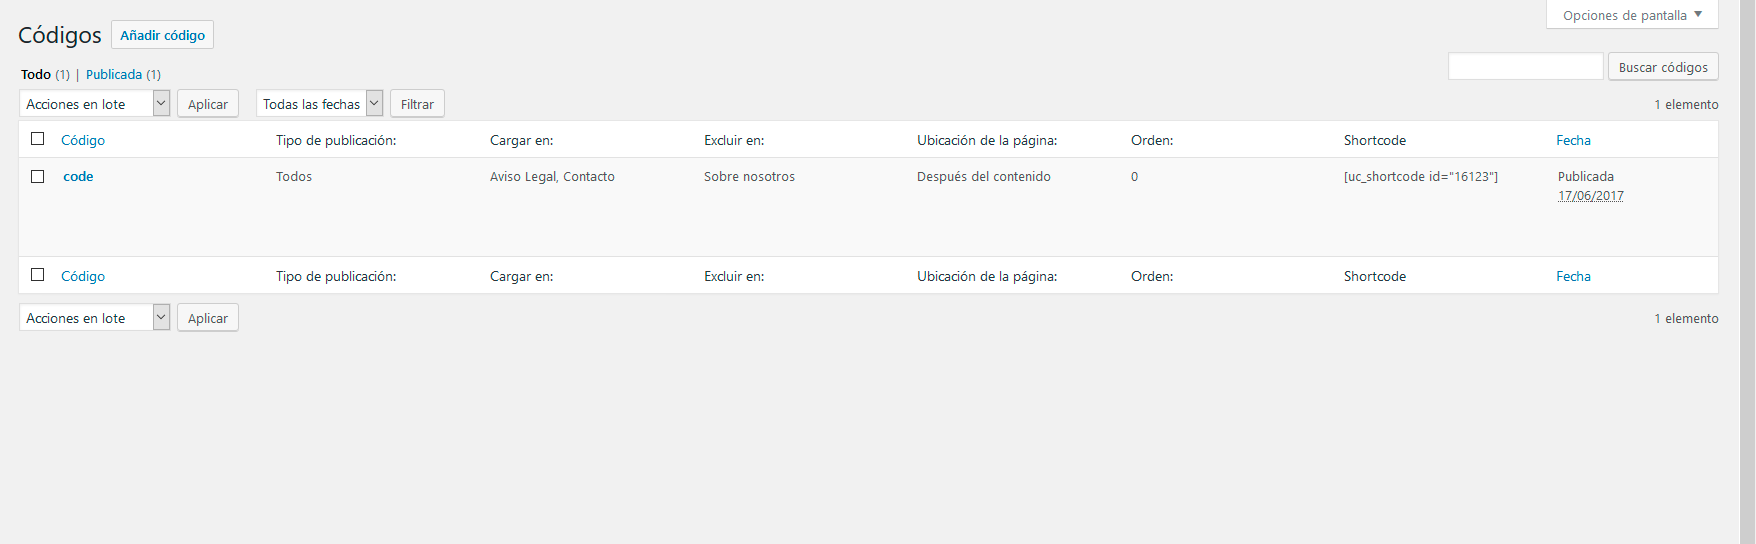 Opciones de pantalla
Códigos Añadir código
Todo (1) | Publicada (1)
Buscar códigos
Acciones en lote Aplicar Todas las fechas Filtrar 1 elemento
Código Tipo de publicación: Cargar en: Excluir en: Ubicación de la página: Orden: Shortcode Fecha
code Todos Aviso Legal, Contacto Sobre nosotros Después del contenido 0 [uc_shortcode id="16123"] Publicada
17/06/2017
Código Tipo de publicación: Cargar en: Excluir en: Ubicación de la página: Orden: Shortcode Fecha
Acciones en lote Aplicar 1 elemento